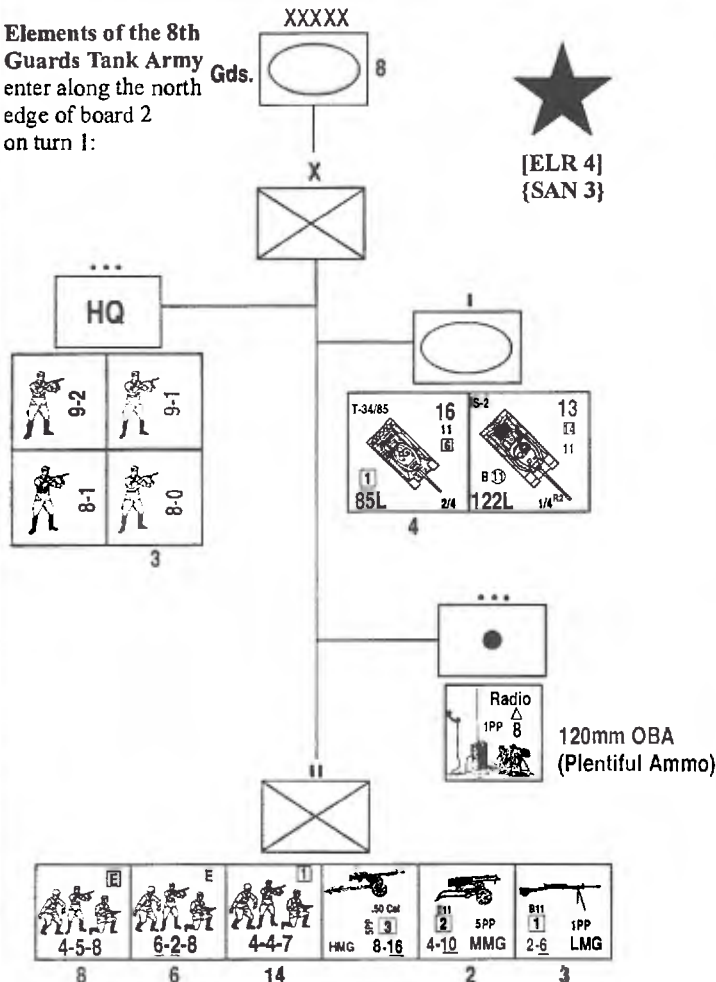 Elements of the 8th
Guards Tank Army
enter along the north
edge of board 2
on turn 1:
XXXXX
Gds.
8
[ELR 4]
{SAN 3}
X
HQ
9-2
9-1
8-1
8-0
3
I
T-34/85
16
11
6
1
85L
2/4
S-2
13
14
11
B 11
122L
1/4 R2
4
Radio
1PP 8
120mm OBA
(Plentiful Ammo)
II
E
4-5-8
8
E
6-2-8
6
1
4-4-7
14
.50 Cal
5PP 3
HMG 8-16
B11
2 5PP
4-10 MMG
2
B11
1 1PP
2-6 LMG
3